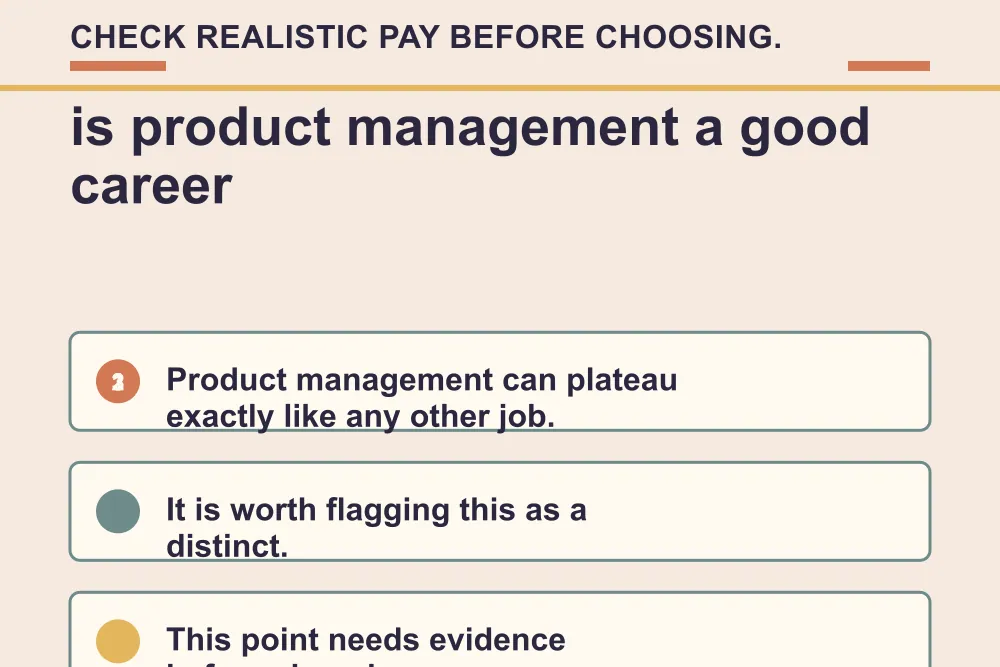 CHECK REALISTIC PAY BEFORE CHOOSING.
is product management a good
career
Product management can plateau
exactly like any other job.
It is worth flagging this as a
distinct.
This point needs evidence